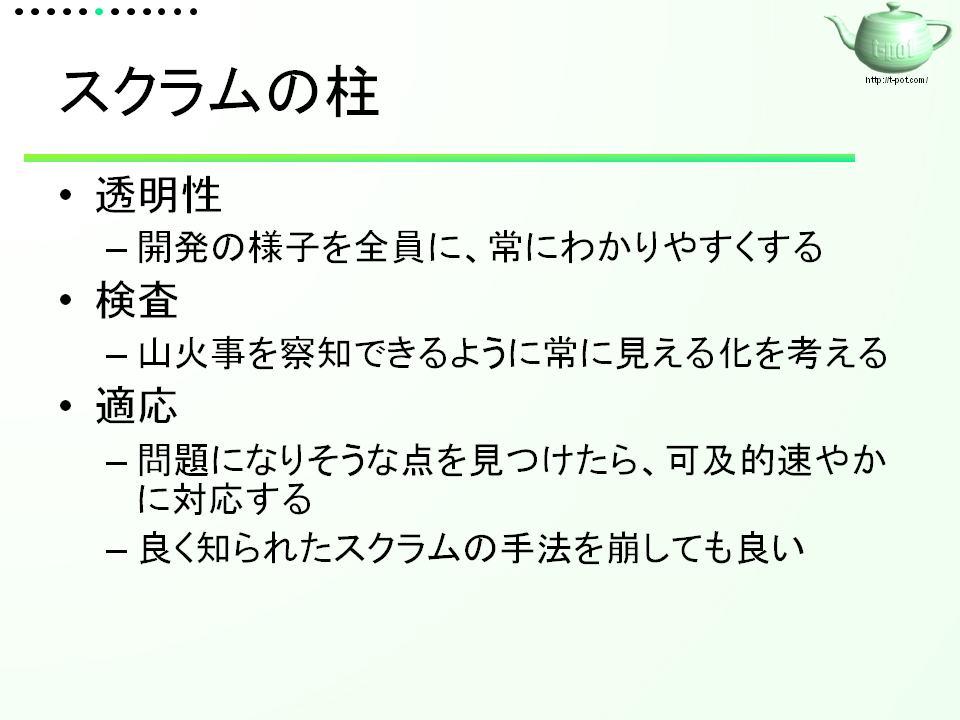 t-pot
http://t-pot.com/
スクラムの柱
• 透明性
– 開発の様子を全員に、常にわかりやすくする
• 検査
– 山火事を察知できるように常に見える化を考える
• 適応
– 問題になりそうな点を見つけたら、可及的速やか
に対応する
– 良く知られたスクラムの手法を崩しても良い